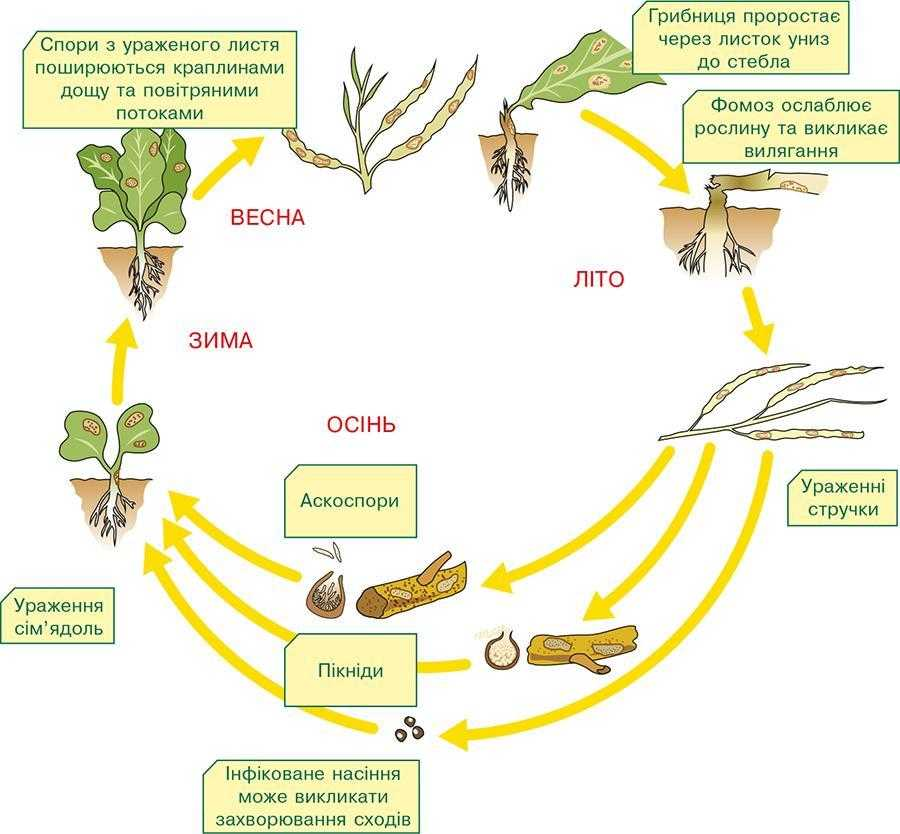 Спори з ураженого листя
поширюються краплинами
дощу та повітряними
потоками
Грибниця проростає
через листок униз
до стебла
Фомоз ослаблює
рослину та викликає
вилягання
ВЕСНА
ЛІТО
ЗИМА
ОСІНЬ
Аскоспори
Ураженні
стручки
Ураження
сім’ядоль
Пікніди
Інфіковане насіння
може викликати
захворювання сходів